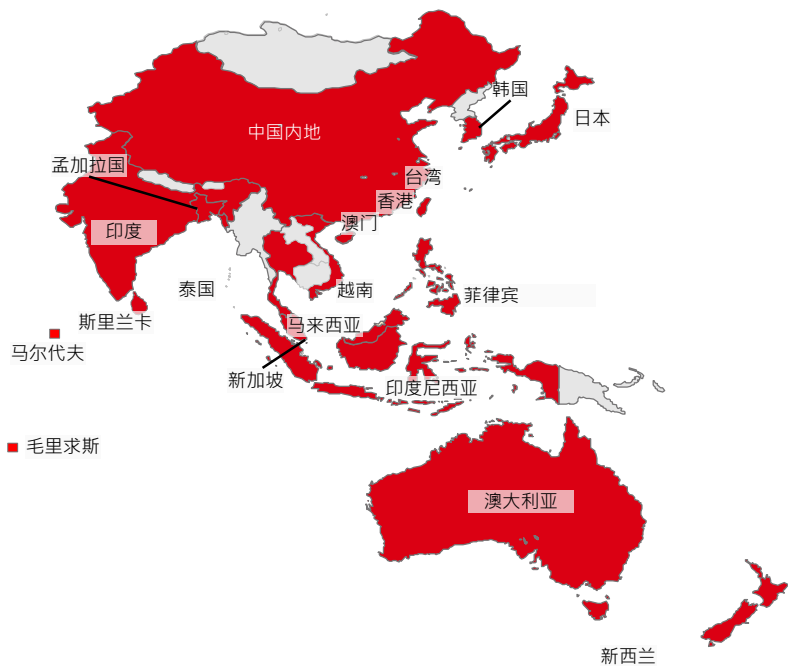 韩国
日本
中国内地
孟加拉国
台湾
香港
澳门
印度
泰国
越南
菲律宾
斯里兰卡
马来西亚
马尔代夫
新加坡
印度尼西亚
毛里求斯
澳大利亚
新西兰